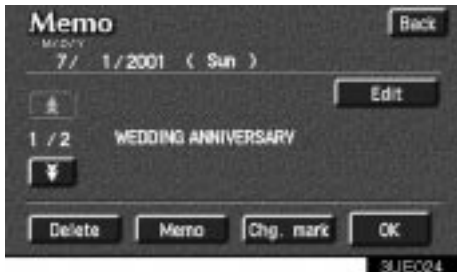 Memo
Back
M/D/Y
7/ 1/2001 ( Sun )
Edit
1 / 2 WEDDING ANNIVERSARY
Delete Memo Chg. mark OK
3UE024